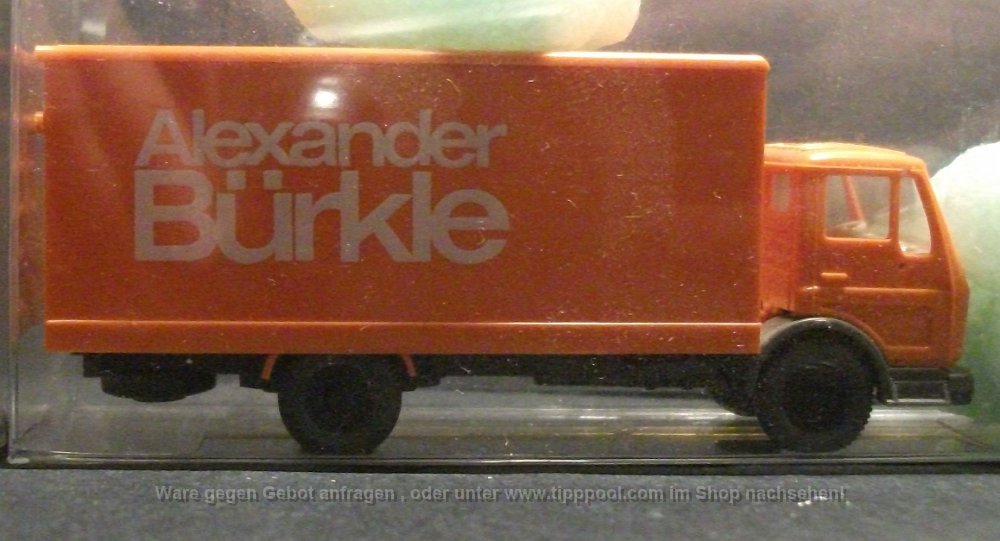 Alexander
Bürkle
Ware gegen Gebot anfragen , oder unter www.tipppool.com im Shop nachsehen!